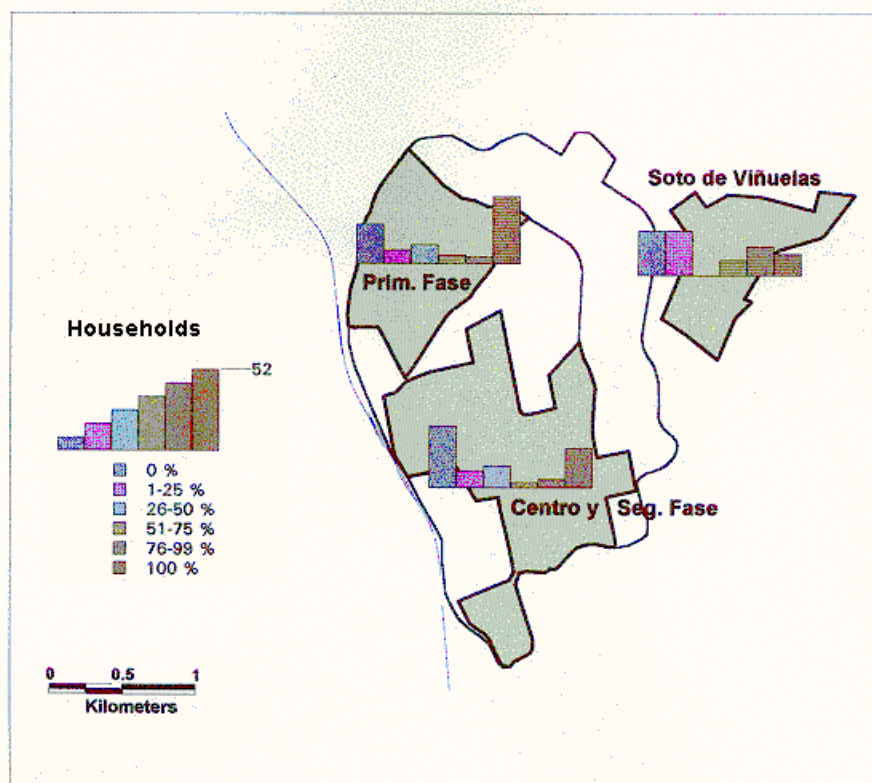 Soto de Viñuelas
Prim. Fase
Households
52
0 %
1-25 %
26-50 %
51-75 %
76-99 %
100 %
Centro y Seg. Fase
0 0.5 1
Kilometers